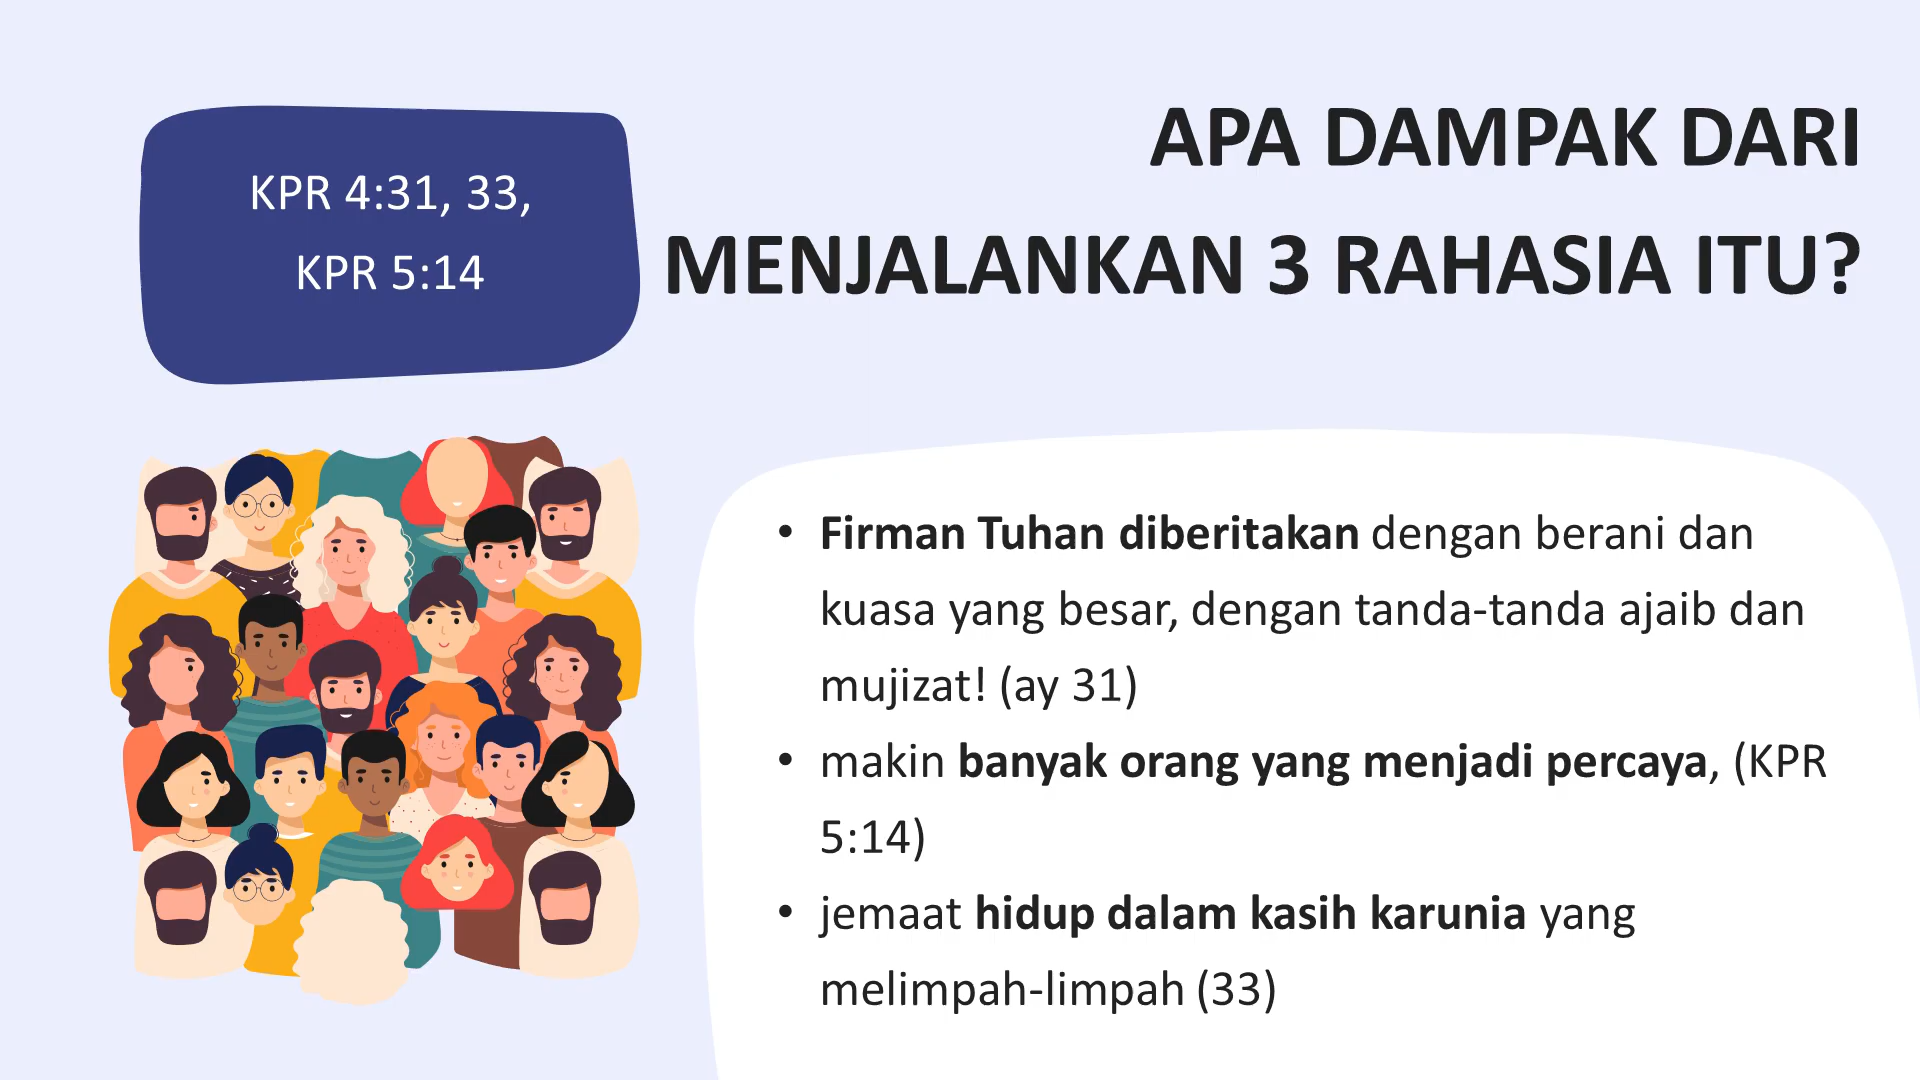 KPR 4:31, 33,
KPR 5:14
APA DAMPAK DARI
MENJALANKAN 3 RAHASIA ITU?
• Firman Tuhan diberitakan dengan berani dan
kuasa yang besar, dengan tanda-tanda ajaib dan
mujizat! (ay 31)
• makin banyak orang yang menjadi percaya, (KPR
5:14)
• jemaat hidup dalam kasih karunia yang
melimpah-limpah (33)